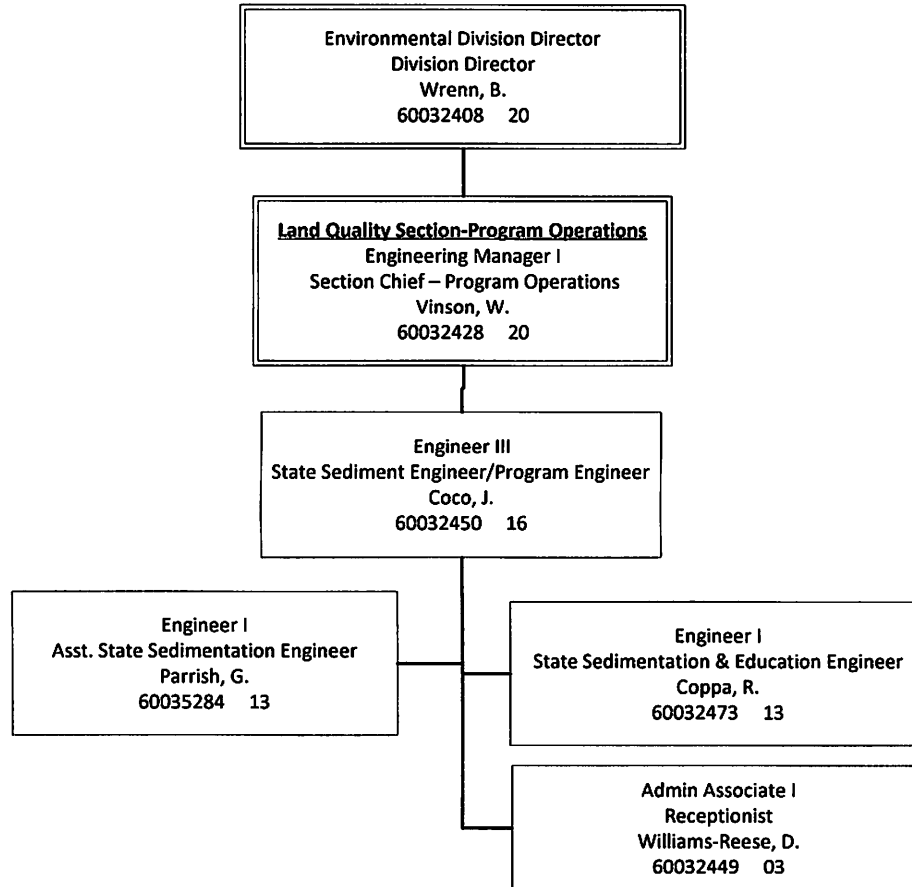 Environmental Division Director
Division Director
Wrenn, B.
60032408 20
Land Quality Section-Program Operations
Engineering Manager I
Section Chief – Program Operations
Vinson, W.
60032428 20
Engineer III
State Sediment Engineer/Program Engineer
Coco, J.
60032450 16
Engineer I
Asst. State Sedimentation Engineer
Parrish, G.
60035284 13
Engineer I
State Sedimentation & Education Engineer
Coppa, R.
60032473 13
Admin Associate I
Receptionist
Williams-Reese, D.
60032449 03